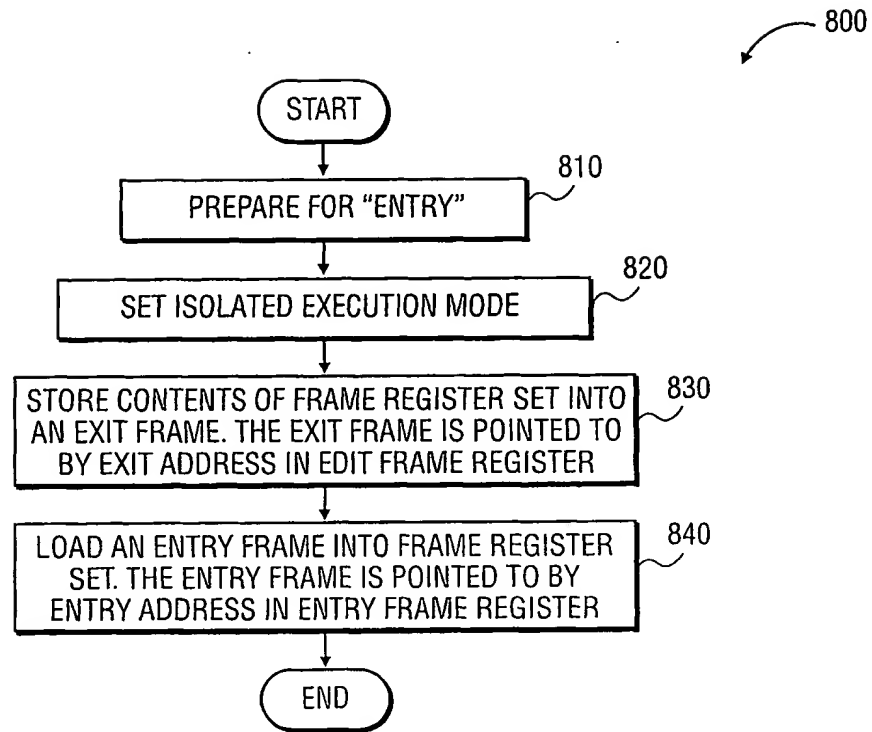 800
START
810
PREPARE FOR “ENTRY”
820
SET ISOLATED EXECUTION MODE
830
STORE CONTENTS OF FRAME REGISTER SET INTO
AN EXIT FRAME. THE EXIT FRAME IS POINTED TO
BY EXIT ADDRESS IN EDIT FRAME REGISTER
840
LOAD AN ENTRY FRAME INTO FRAME REGISTER
SET. THE ENTRY FRAME IS POINTED TO BY
ENTRY ADDRESS IN ENTRY FRAME REGISTER
END